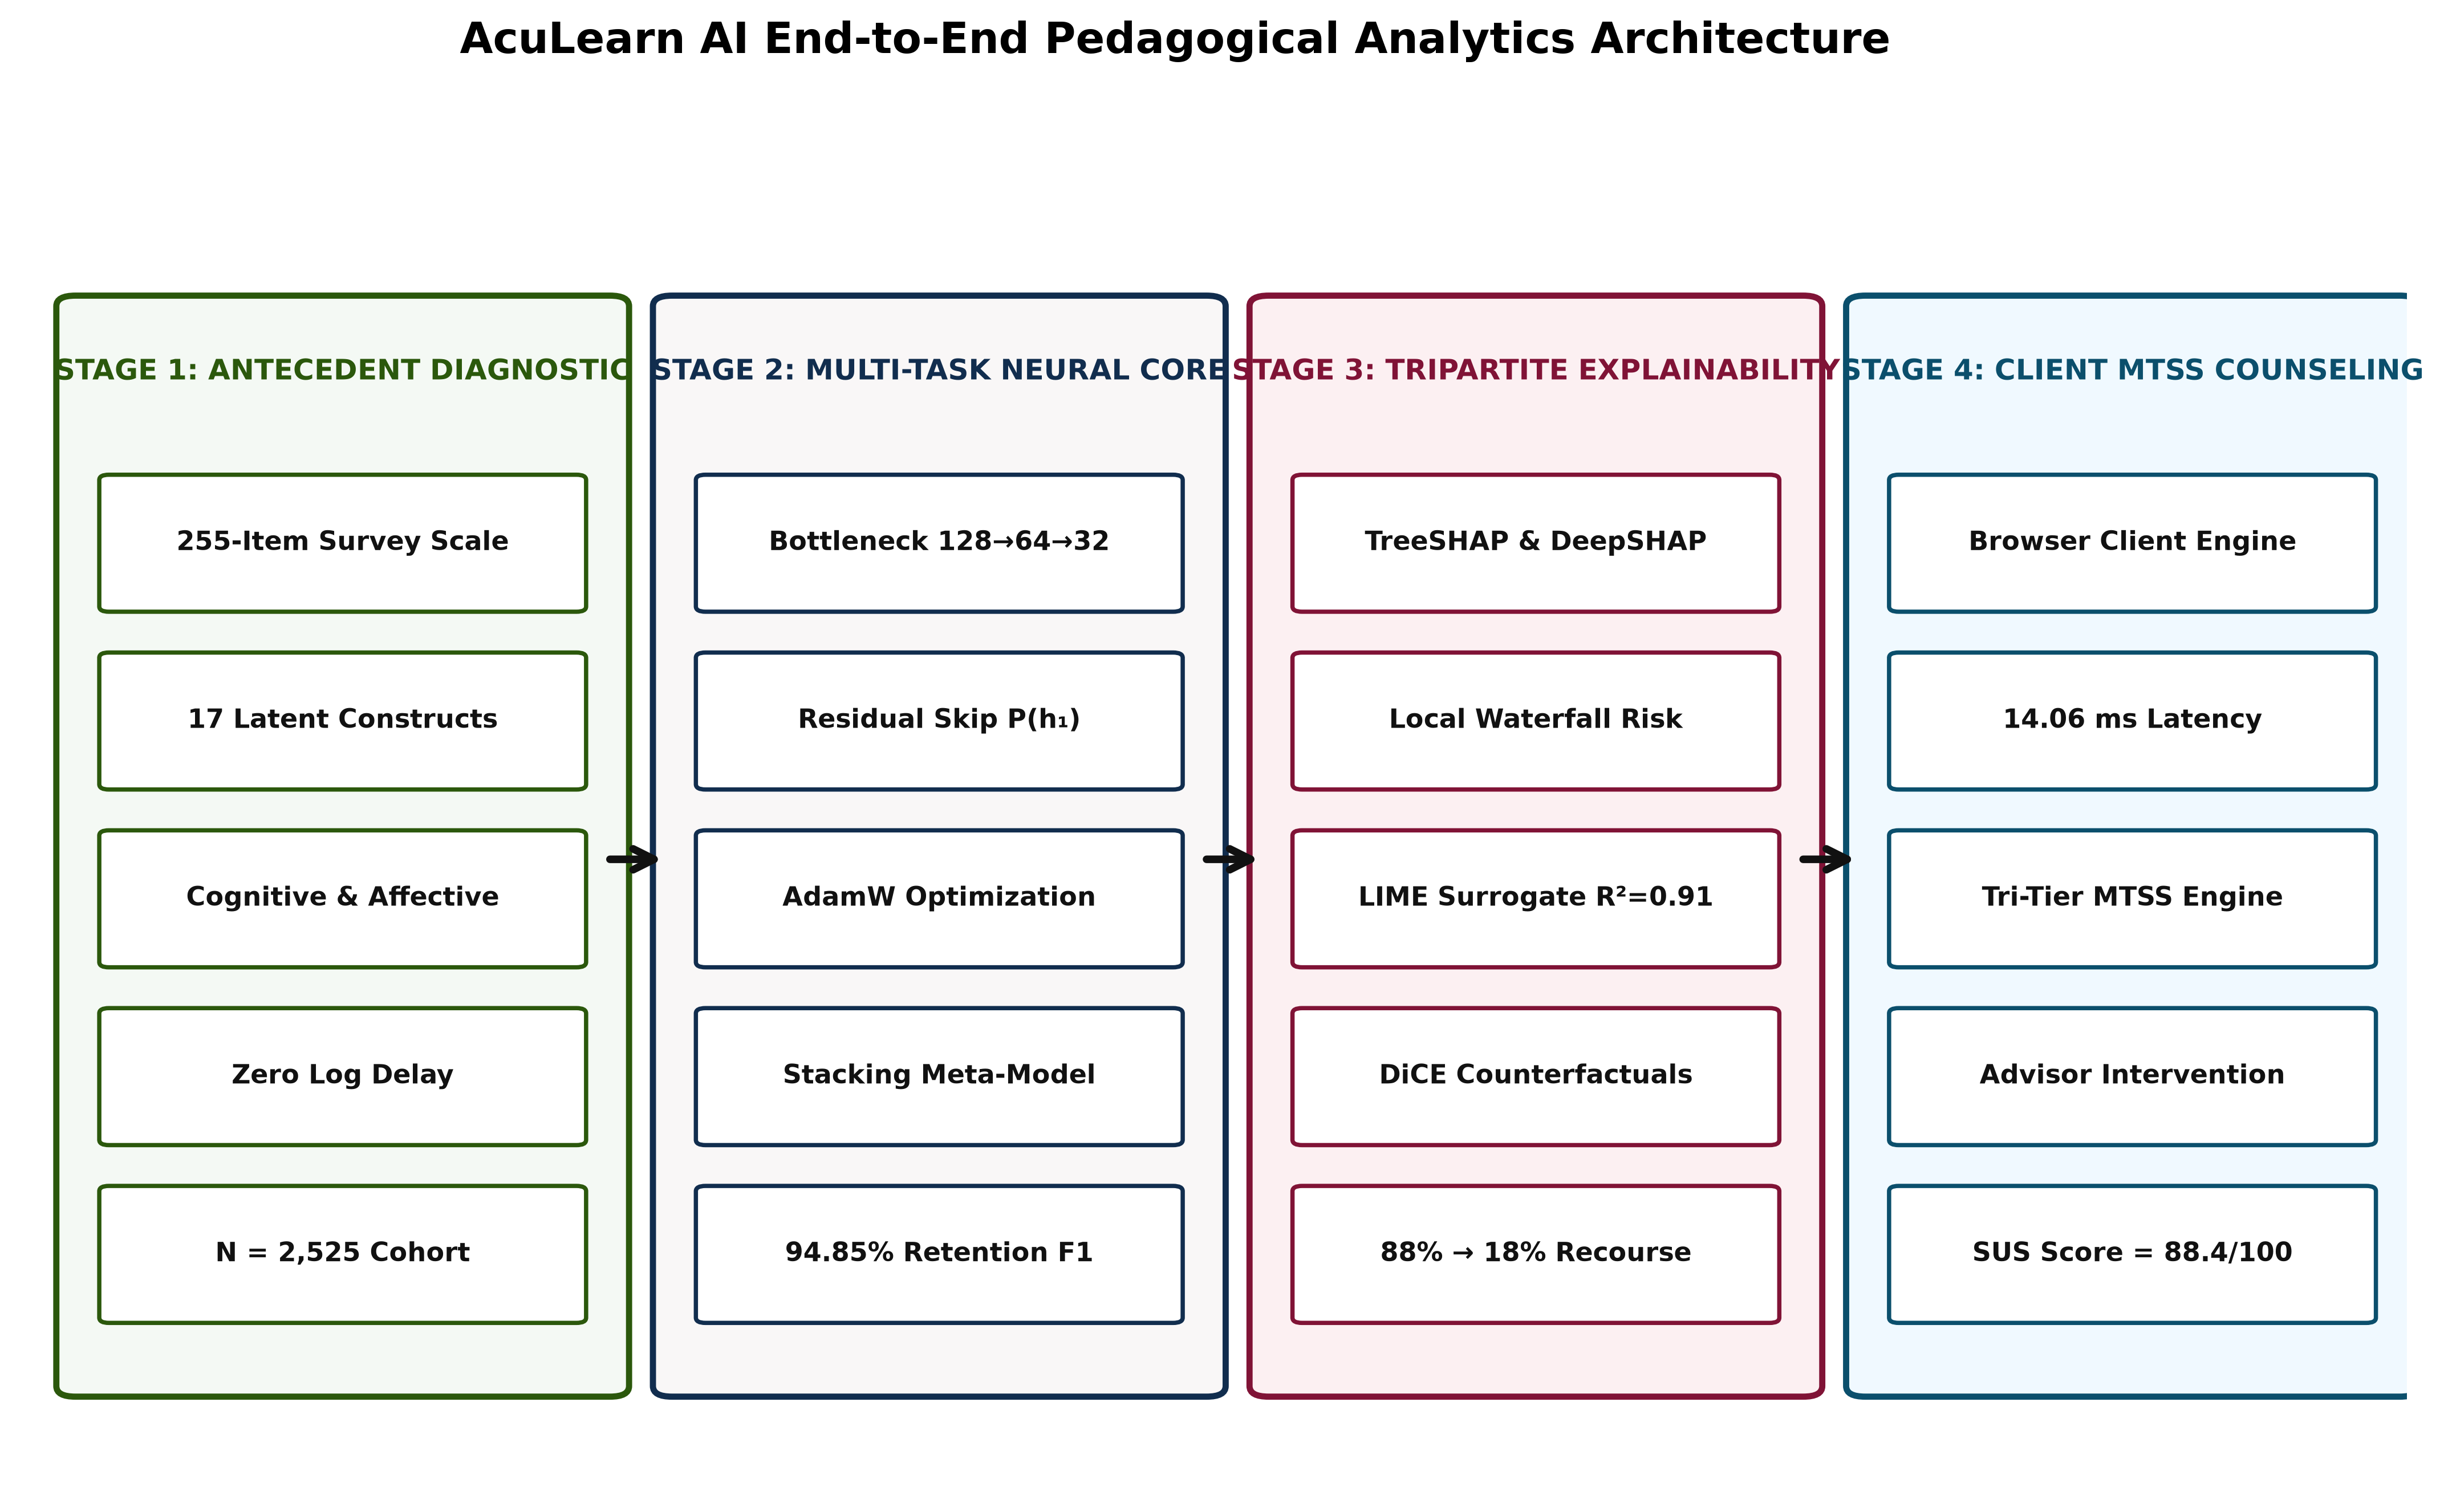 AcuLearn AI End-to-End Pedagogical Analytics Architecture
STAGE 1: ANTECEDENT DIAGNOSTIC
255-Item Survey Scale
17 Latent Constructs
Cognitive & Affective
Zero Log Delay
N = 2,525 Cohort
STAGE 2: MULTI-TASK NEURAL CORE
Bottleneck 128→64→32
Residual Skip P(h₁)
AdamW Optimization
Stacking Meta-Model
94.85% Retention F1
STAGE 3: TRIPARTITE EXPLAINABILITY
TreeSHAP & DeepSHAP
Local Waterfall Risk
LIME Surrogate R²=0.91
DiCE Counterfactuals
88% → 18% Recourse
STAGE 4: CLIENT MTSS COUNSELING
Browser Client Engine
14.06 ms Latency
Tri-Tier MTSS Engine
Advisor Intervention
SUS Score = 88.4/100